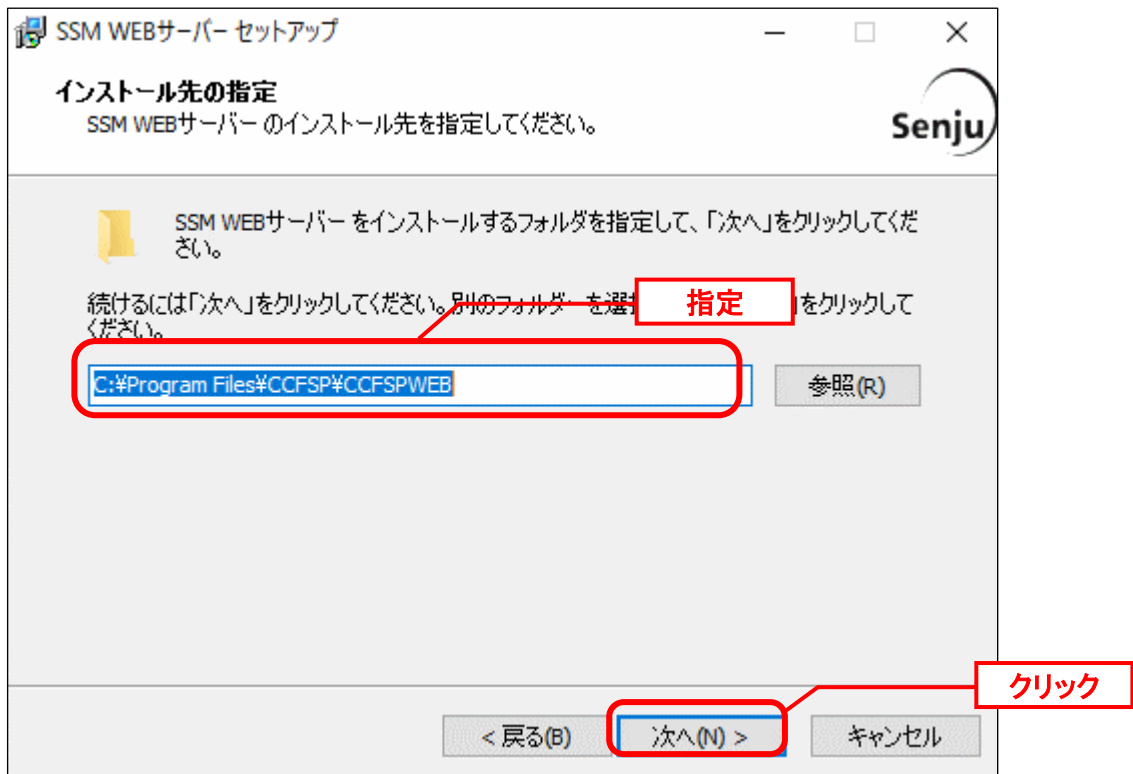 SSM WEBサーバー セットアップ
インストール先の指定
SSM WEBサーバー のインストール先を指定してください。
Senju
SSM WEBサーバー をインストールするフォルダを指定して、「次へ」をクリックしてくだ
さい。
続けるには「次へ」をクリックしてください。別のフォルダーを選
指定
」をクリックして
ください。
C:¥Program Files¥CCFSP¥CCFSPWEB
参照(R)
クリック
< 戻る(B)
次へ(N) >
キャンセル